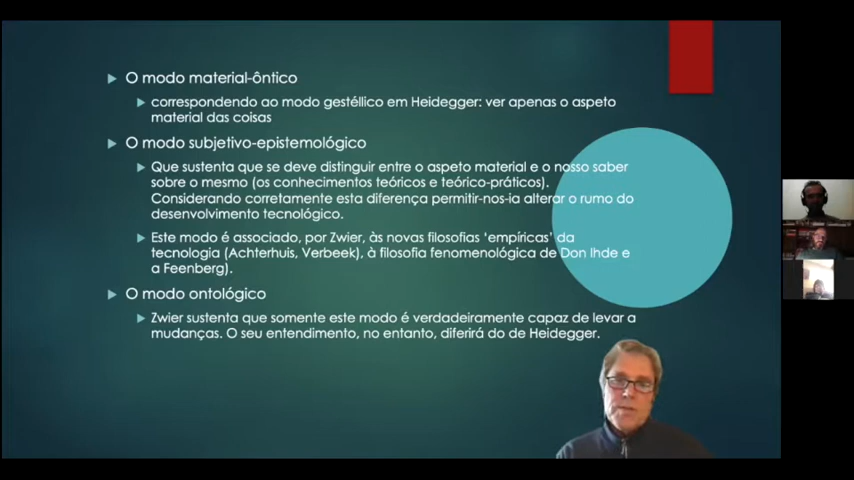 O modo material-ôntico
correspondendo ao modo gestéllico em Heidegger: ver apenas o aspeto
material das coisas
O modo subjetivo-epistemológico
Que sustenta que se deve distinguir entre o aspeto material e o nosso saber
sobre o mesmo (os conhecimentos teóricos e teórico-práticos).
Considerando corretamente esta diferença permitir-nos-ia alterar o rumo do
desenvolvimento tecnológico.
Este modo é associado, por Zwier, às novas filosofias 'empíricas' da
tecnologia (Achterhuis, Verbeek), à filosofia fenomenológica de Don Ihde e
a Feenberg).
O modo ontológico
Zwier sustenta que somente este modo é verdadeiramente capaz de levar a
mudanças. O seu entendimento, no entanto, diferirá do de Heidegger.